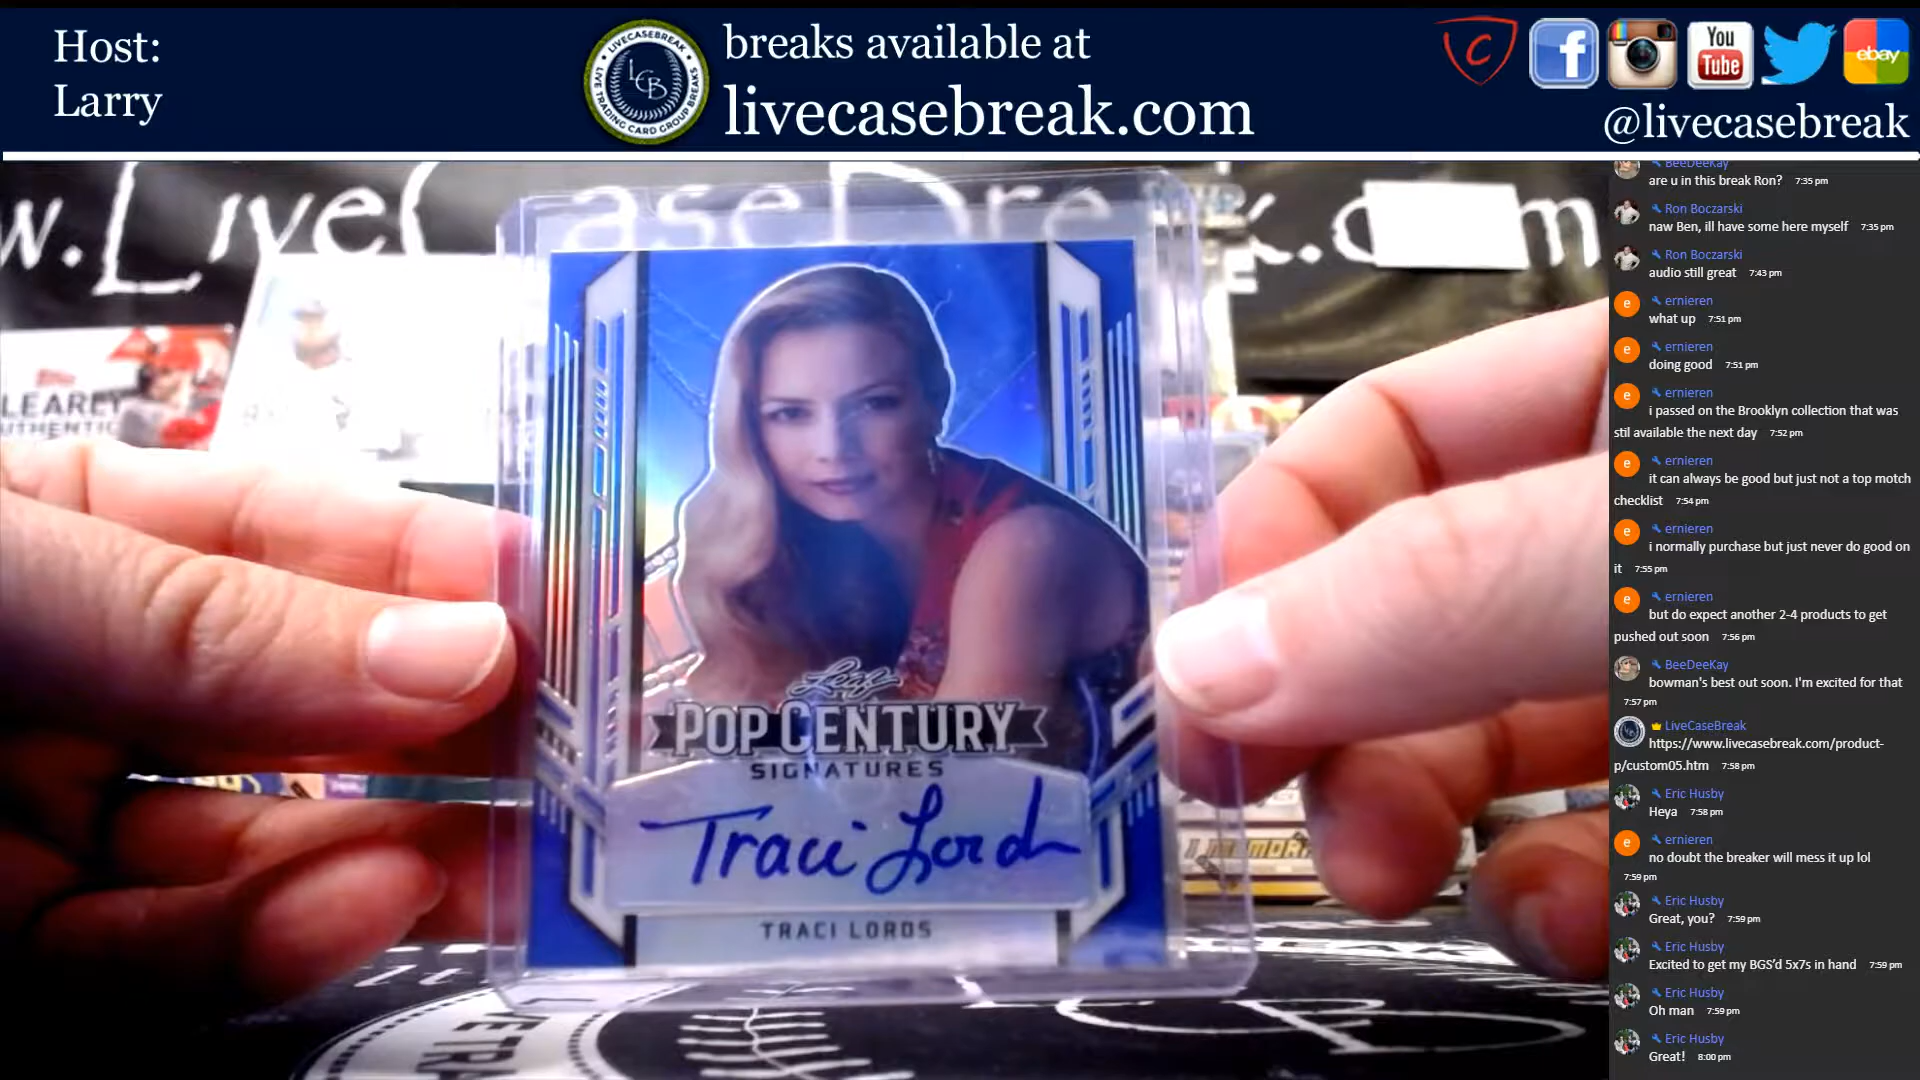 Host:
Larry
LIVECASEBREAK
LCB
LIVE TRADING CARD GROUP BREAKS
breaks available at
livecasebreak.com
C
f
You
Tube
ebay
@livecasebreak
w.LiveCaseBreak.com
LEARLY
UTHENTIC
Leaf
POP CENTURY
SIGNATURES
Traci Lords
TRACI LORDS
BeeDeeKay
are u in this break Ron? 7:35 pm
Ron Boczarski
naw Ben, ill have some here myself 7:35 pm
Ron Boczarski
audio still great 7:43 pm
e ernieren
what up 7:51 pm
e ernieren
doing good 7:51 pm
e ernieren
i passed on the Brooklyn collection that was
stil available the next day 7:52 pm
e ernieren
it can always be good but just not a top motch
checklist 7:54 pm
e ernieren
i normally purchase but just never do good on
it 7:55 pm
e ernieren
but do expect another 2-4 products to get
pushed out soon 7:56 pm
BeeDeeKay
bowman's best out soon. I'm excited for that
7:57 pm
LiveCaseBreak
https://www.livecasebreak.com/product-
p/custom05.htm 7:58 pm
Eric Husby
Heya 7:58 pm
e ernieren
no doubt the breaker will mess it up lol
7:59 pm
Eric Husby
Great, you? 7:59 pm
Eric Husby
Excited to get my BGS'd 5x7s in hand 7:59 pm
Eric Husby
Oh man 7:59 pm
Eric Husby
Great! 8:00 pm